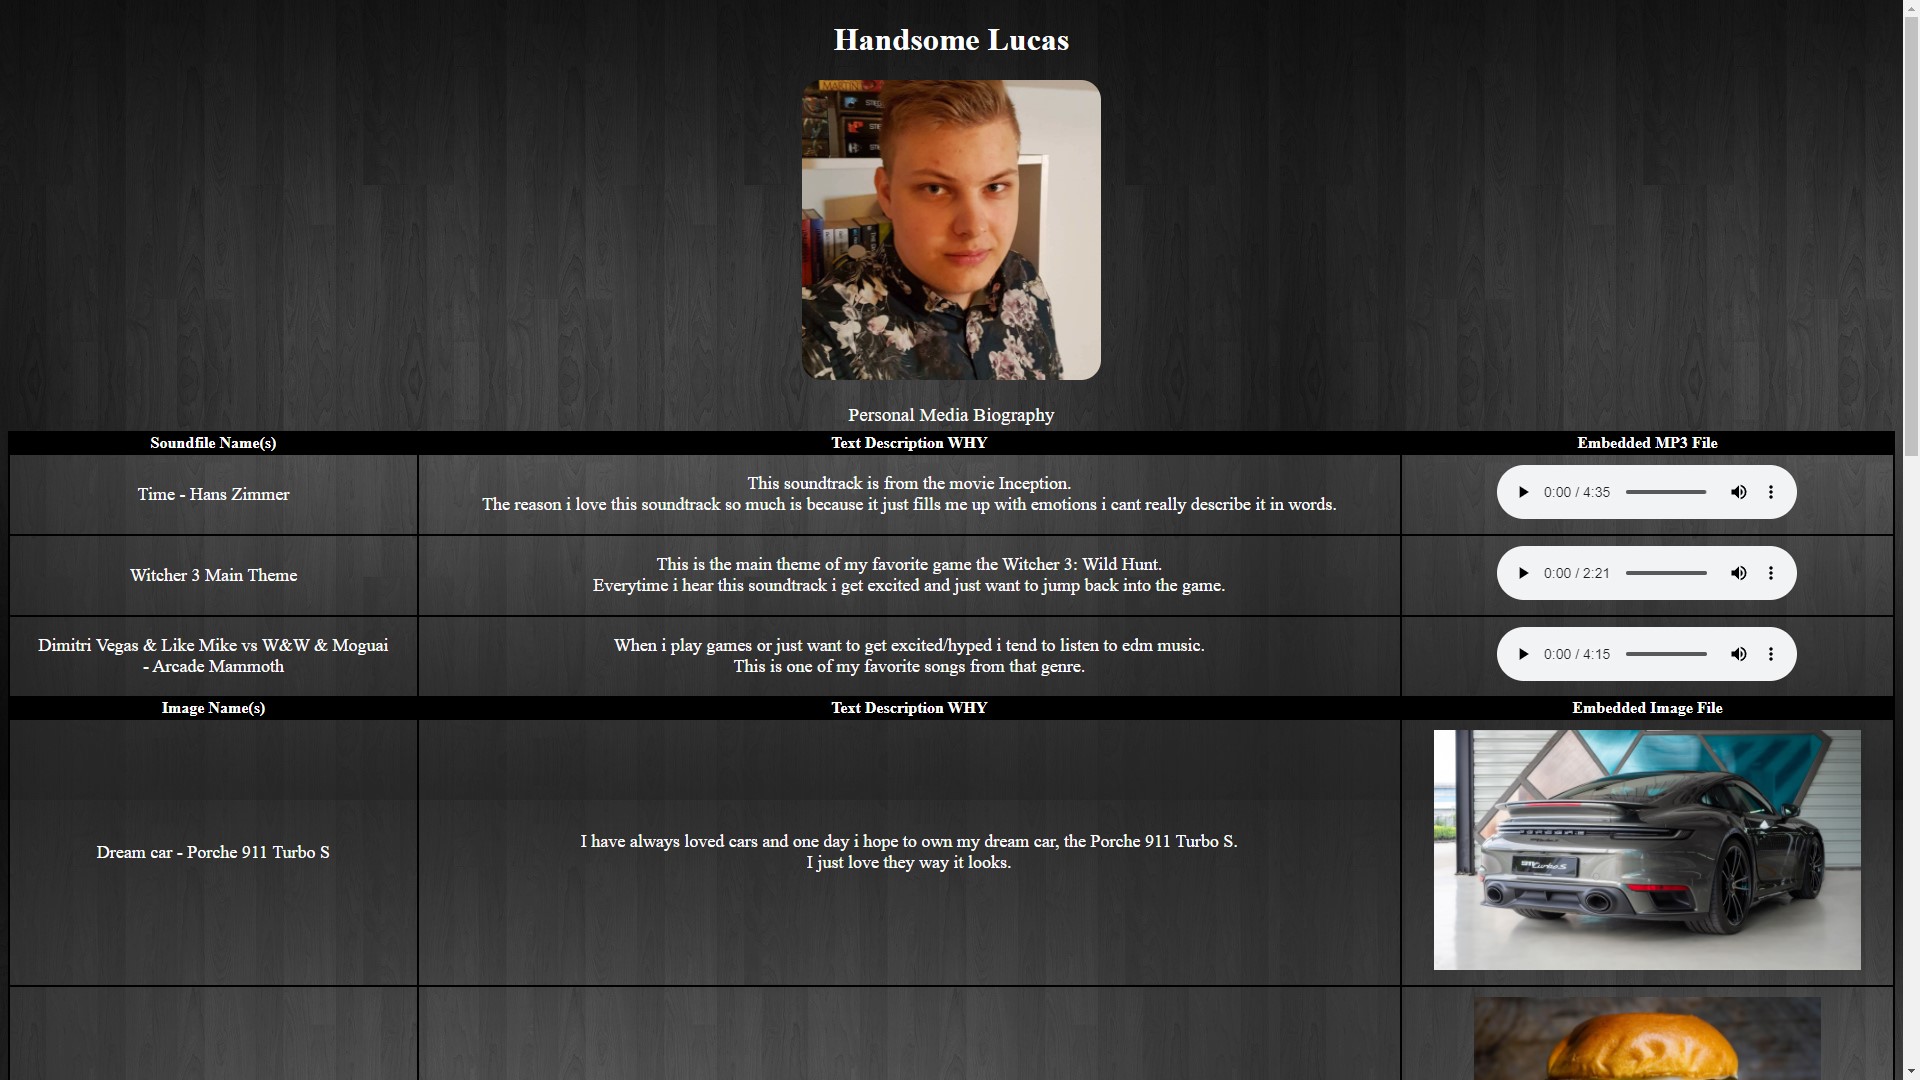 Handsome Lucas
MARTIN
Personal Media Biography
Soundfile Name(s)
Text Description WHY
Embedded MP3 File
Time - Hans Zimmer
This soundtrack is from the movie Inception.
The reason i love this soundtrack so much is because it just fills me up with emotions i cant really describe it in words.
0:00 / 4:35
Witcher 3 Main Theme
This is the main theme of my favorite game the Witcher 3: Wild Hunt.
Everytime i hear this soundtrack i get excited and just want to jump back into the game.
0:00 / 2:21
Dimitri Vegas & Like Mike vs W&W & Moguai
- Arcade Mammoth
When i play games or just want to get excited/hyped i tend to listen to edm music.
This is one of my favorite songs from that genre.
0:00 / 4:15
Image Name(s)
Text Description WHY
Embedded Image File
Dream car - Porche 911 Turbo S
I have always loved cars and one day i hope to own my dream car, the Porche 911 Turbo S.
I just love they way it looks.
PORSCHE
911 Turbo S